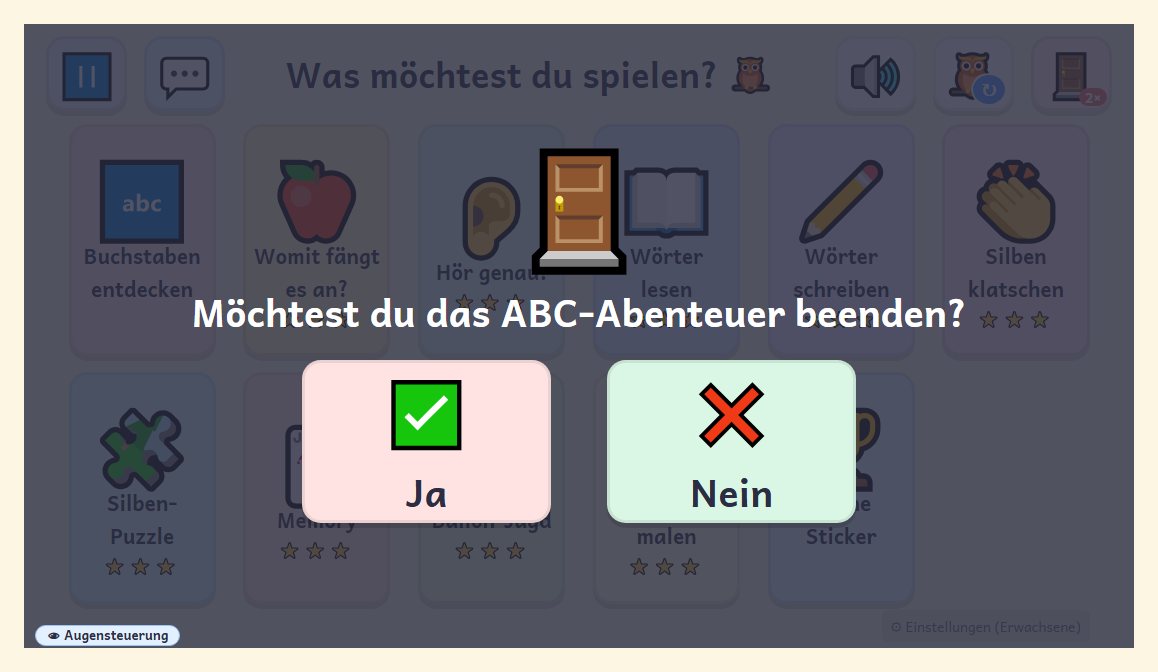 Was möchtest du spielen?
2×
abc
Buchstaben
entdecken
Womit fängt
es an?
Hör genau!
Wörter
lesen
Wörter
schreiben
Silben
klatschen
Möchtest du das ABC-Abenteuer beenden?
Ja
Nein
Silben-
Puzzle
Memory
malen
Sticker
Augensteuerung
Einstellungen (Erwachsene)